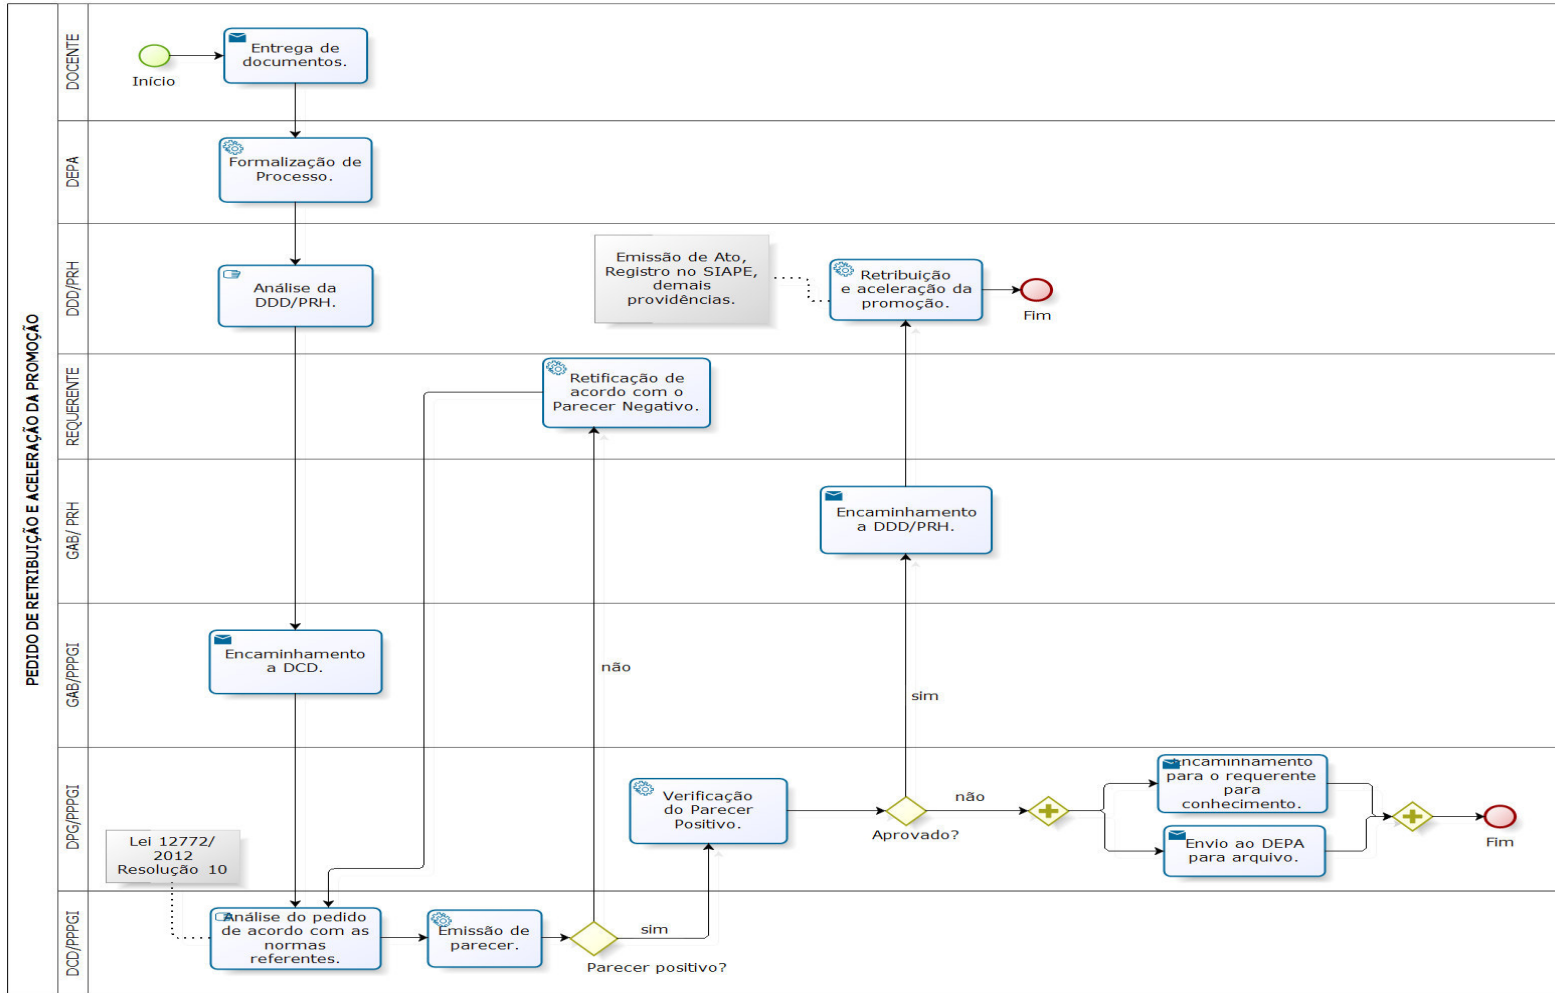 PEDIDO DE RETRIBUIÇÃO E ACELERAÇÃO DA PROMOÇÃO
DOCENTE
Início
Entrega de
documentos.
DEPA
Formalização de
Processo.
DDD/PRH
Análise da
DDD/PRH.
Emissão de Ato,
Registro no SIAPE,
demais
providências.
Retribuição
e aceleração da
promoção.
Fim
REQUERENTE
Retificação de
acordo com o
Parecer Negativo.
GAB/ PRH
Encaminhamento
a DDD/PRH.
GAB/PPPGI
Encaminhamento
a DCD.
não
sim
DPG/PPPGI
Lei 12772/
2012
Resolução 10
Verificação
do Parecer
Positivo.
Aprovado?
não
Encaminhamento
para o requerente
para
conhecimento.
Envio ao DEPA
para arquivo.
Fim
DCD/PPPGI
Análise do pedido
de acordo com as
normas
referentes.
Emissão de
parecer.
Parecer positivo?
sim